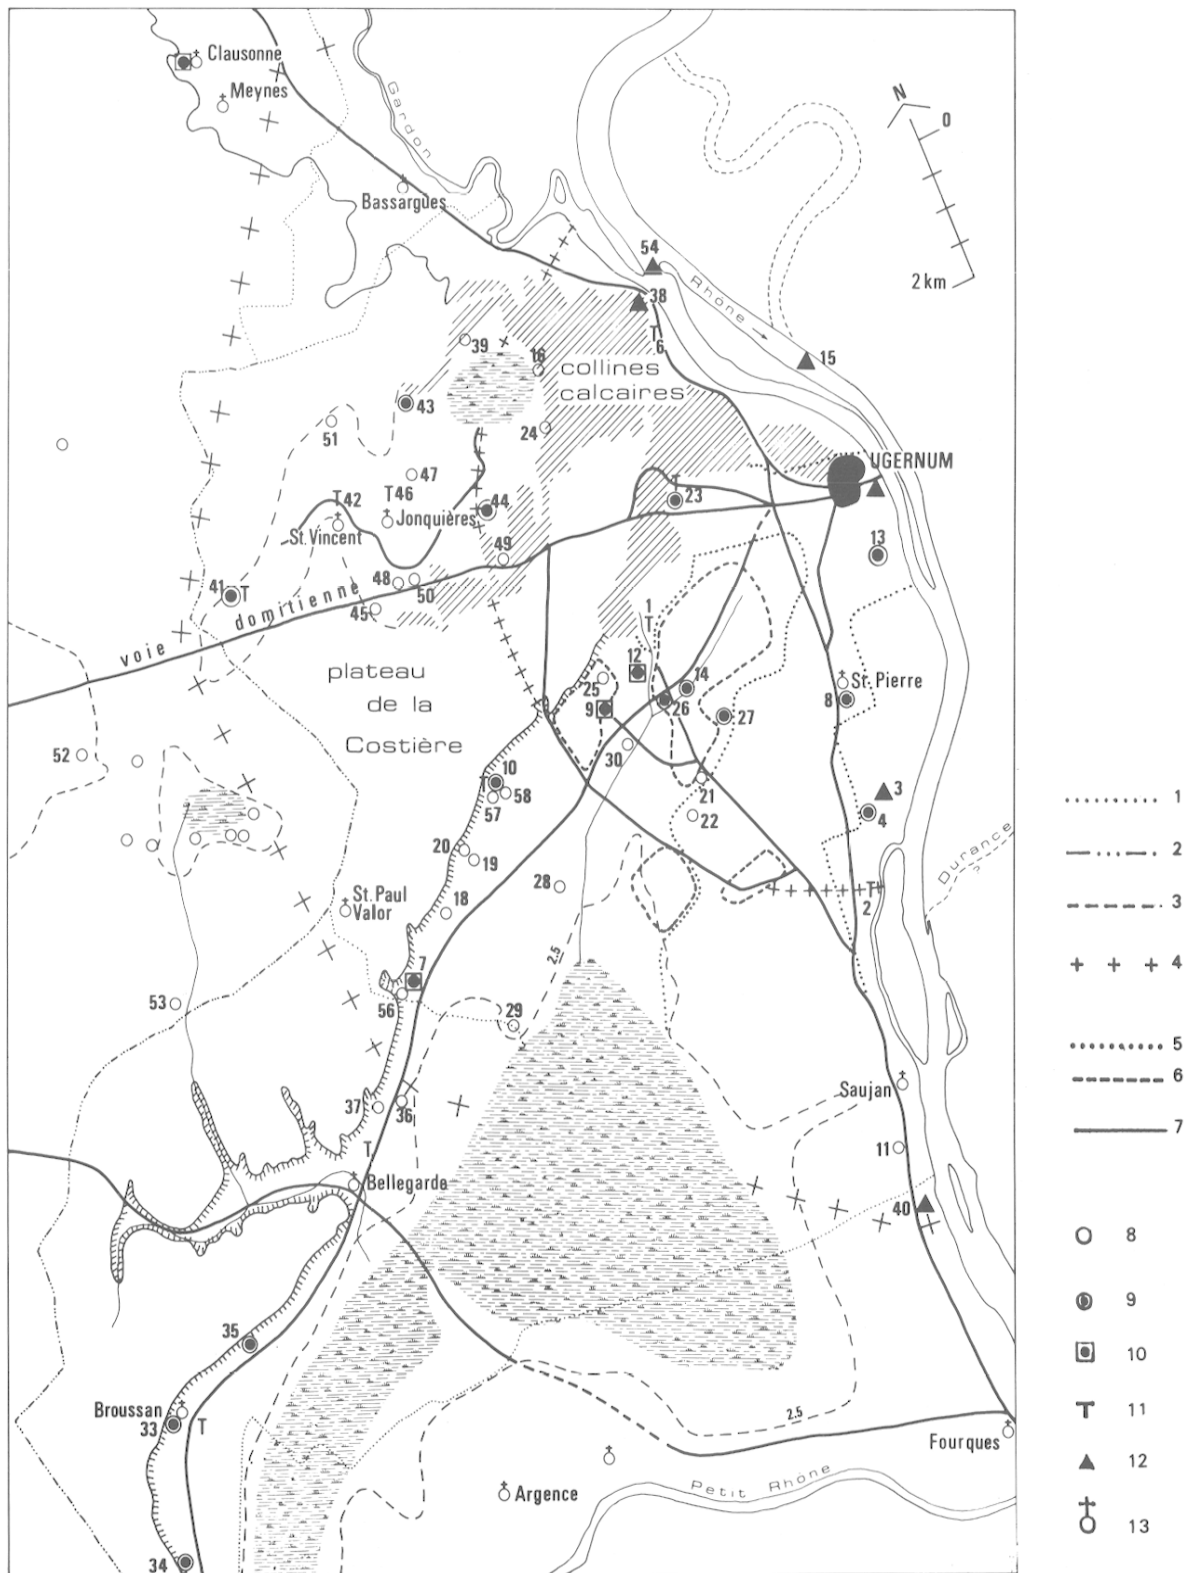 Clausonne
Meynes
Gardon
N
0
Bassargues
2 km
54
Rhône
38
T
6
15
39
16
collines
calcaires
43
51
24
47
UGERNUM
T 42
T 46
23
T
44
Jonquières
St. Vincent
13
49
41 T
48
50
45
voie domitienne
1
T
plateau
de la
Costière
12
25
14
St. Pierre
9
26
8
27
52
30
10
T
58
57
21
3
22
4
1
20
19
Durance
?
2
28
T
2
St. Paul
Valor
18
3
2.5
7
4
53
56
29
5
6
Saujan
37
36
7
11
T
Bellegarde
40
8
9
35
10
Broussan
33
T
2.5
11
Fourques
12
Petit Rhône
Argence
13
34